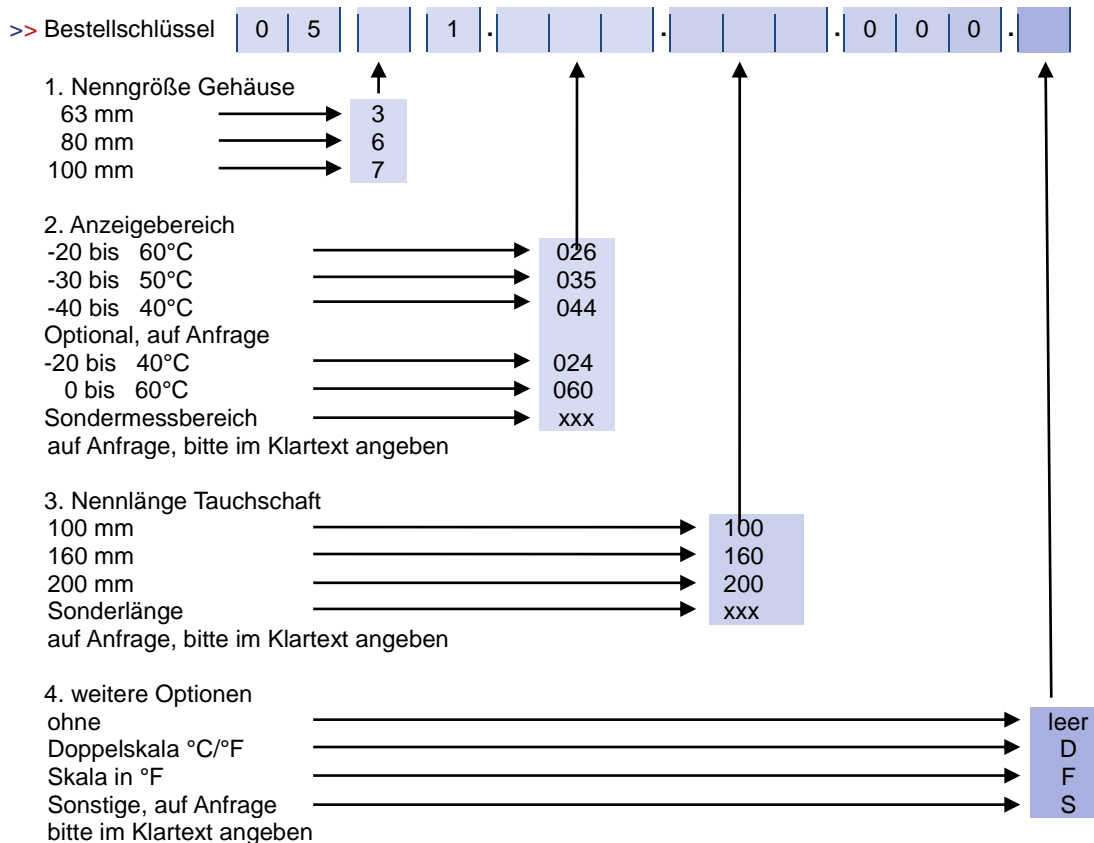 >> Bestellschlüssel 0 5 1 . . . 0 0 0 .
1. Nenngröße Gehäuse
63 mm 3
80 mm 6
100 mm 7
2. Anzeigebereich
-20 bis 60°C 026
-30 bis 50°C 035
-40 bis 40°C 044
Optional, auf Anfrage
-20 bis 40°C 024
0 bis 60°C 060
Sondermessbereich xxx
auf Anfrage, bitte im Klartext angeben
3. Nennlänge Tauchschaft
100 mm 100
160 mm 160
200 mm 200
Sonderlänge xxx
auf Anfrage, bitte im Klartext angeben
4. weitere Optionen
ohne leer
Doppelskala °C/°F D
Skala in °F F
Sonstige, auf Anfrage S
bitte im Klartext angeben